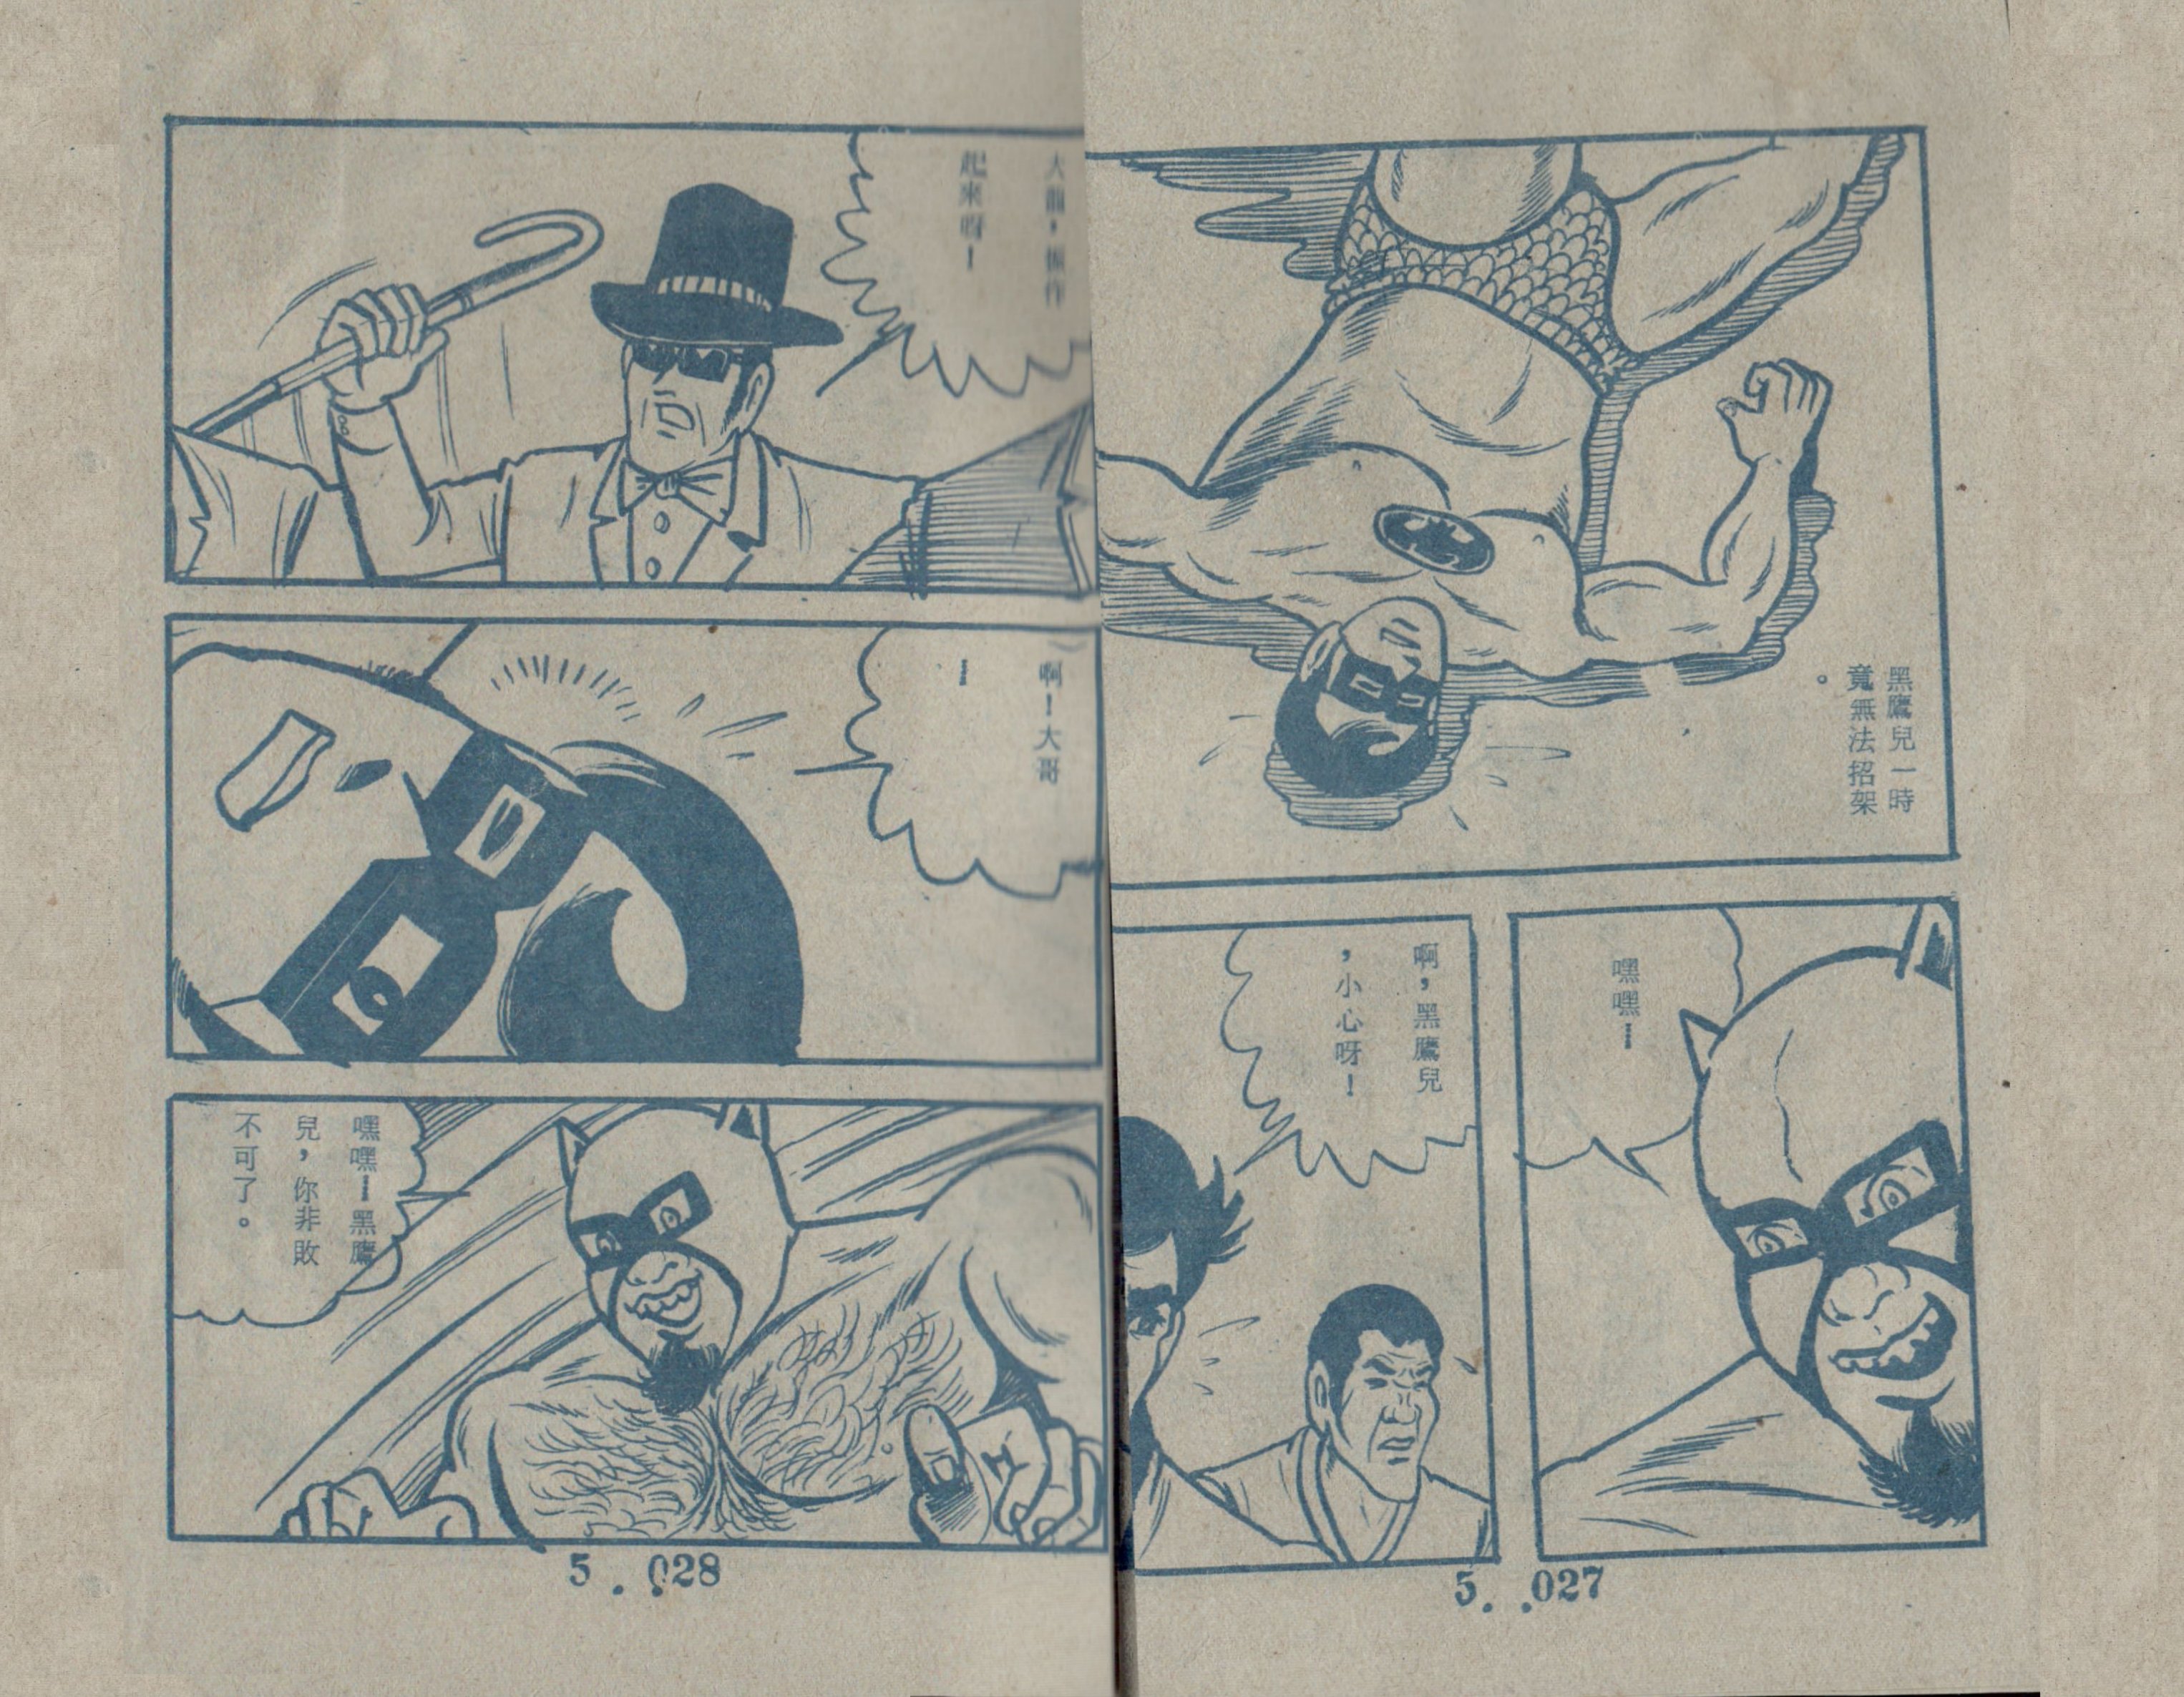 黑鷹兒一時
竟無法招架
。
嘿嘿——
啊，黑鷹兒
，小心呀！
5..027
大龍，振作
起來呀！
啊！大哥
——
嘿嘿——黑鷹
兒，你非敗
不可了。
5..028